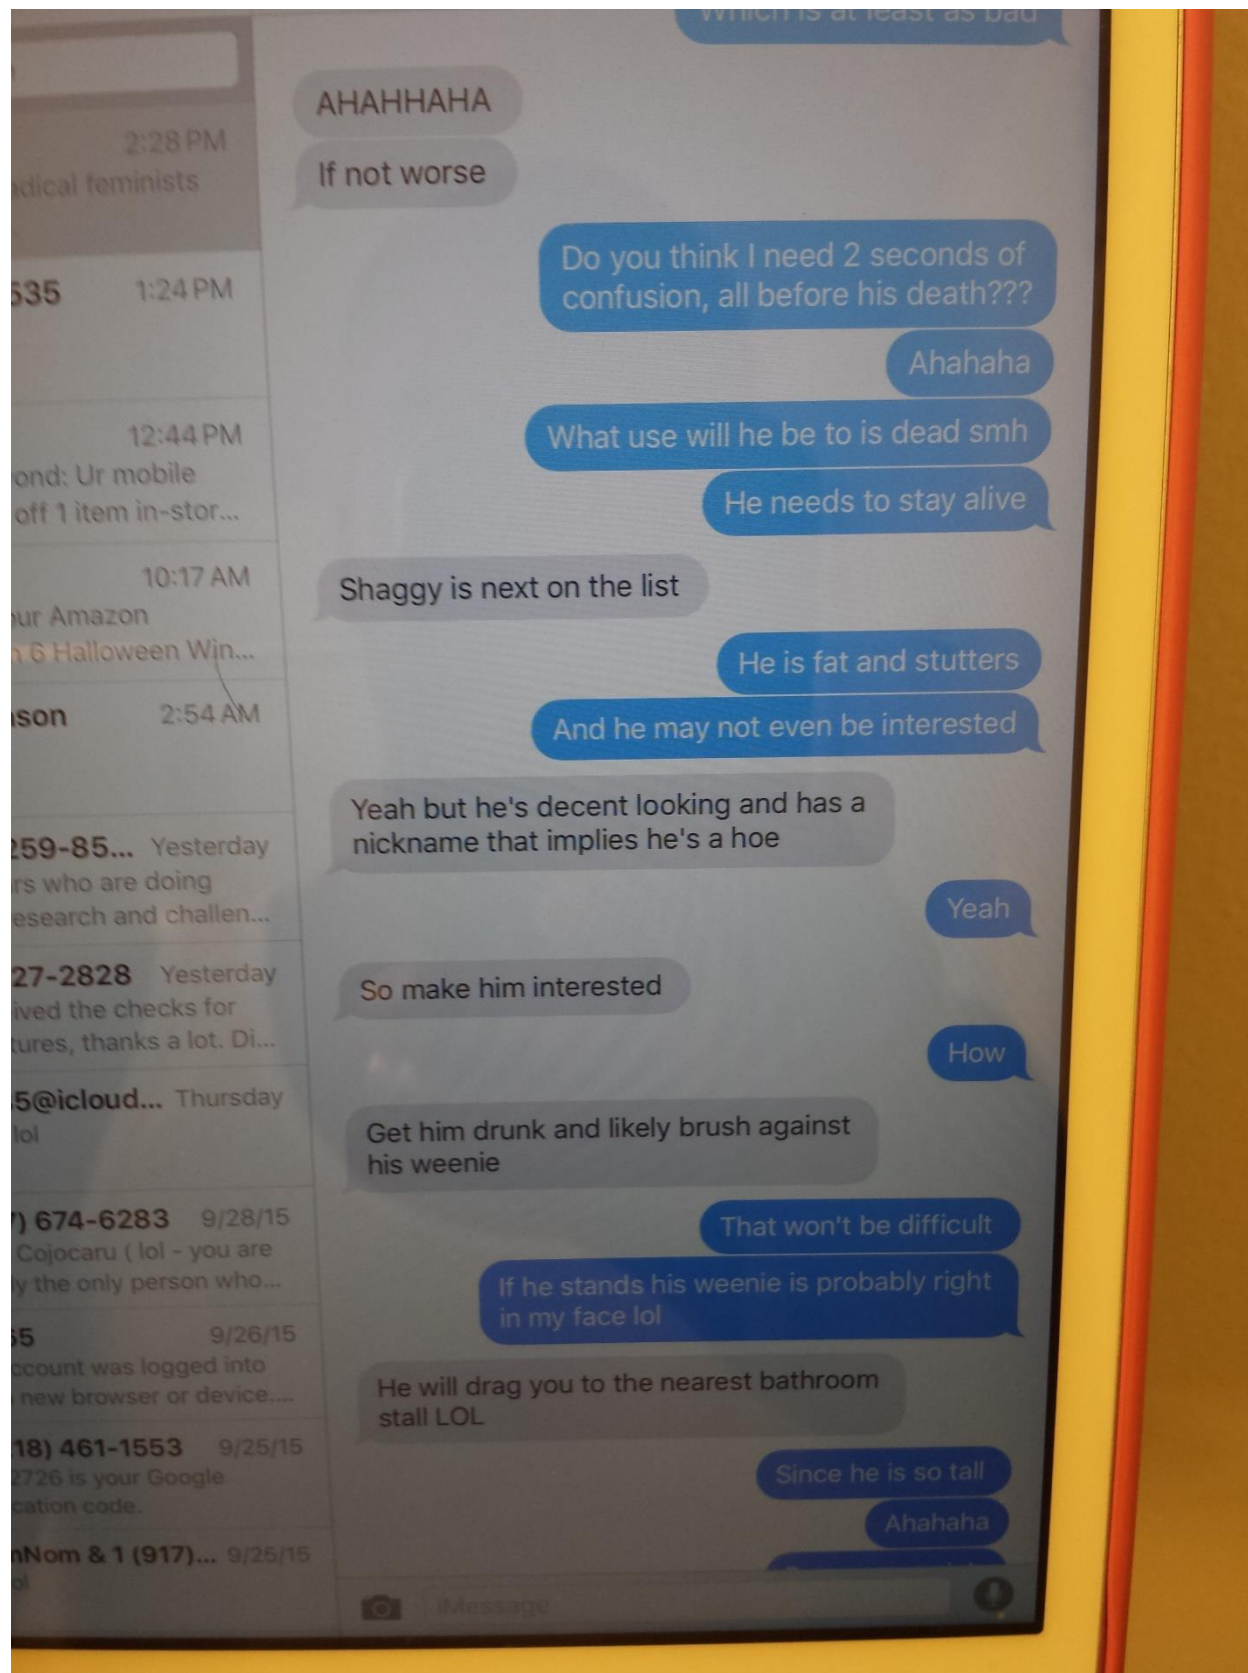 Which is at least as bad
AHAHHAHA
If not worse
Do you think I need 2 seconds of
confusion, all before his death???
Ahahaha
What use will he be to is dead smh
He needs to stay alive
Shaggy is next on the list
He is fat and stutters
And he may not even be interested
Yeah but he's decent looking and has a
nickname that implies he's a hoe
Yeah
So make him interested
How
Get him drunk and likely brush against
his weenie
That won't be difficult
If he stands his weenie is probably right
in my face lol
He will drag you to the nearest bathroom
stall LOL
Since he is so tall
Ahahaha
iMessage
2:28 PM
adical feminists
535 1:24 PM
12:44 PM
ond: Ur mobile
off 1 item in-stor...
10:17 AM
our Amazon
6 Halloween Win...
son 2:54 AM
259-85... Yesterday
rs who are doing
esearch and challen...
27-2828 Yesterday
ived the checks for
tures, thanks a lot. Di...
5@icloud... Thursday
lol
) 674-6283 9/28/15
Cojocaru ( lol - you are
y the only person who...
5 9/26/15
ccount was logged into
new browser or device....
18) 461-1553 9/25/15
2726 is your Google
cation code.
nNom & 1 (917)... 9/25/15
ol